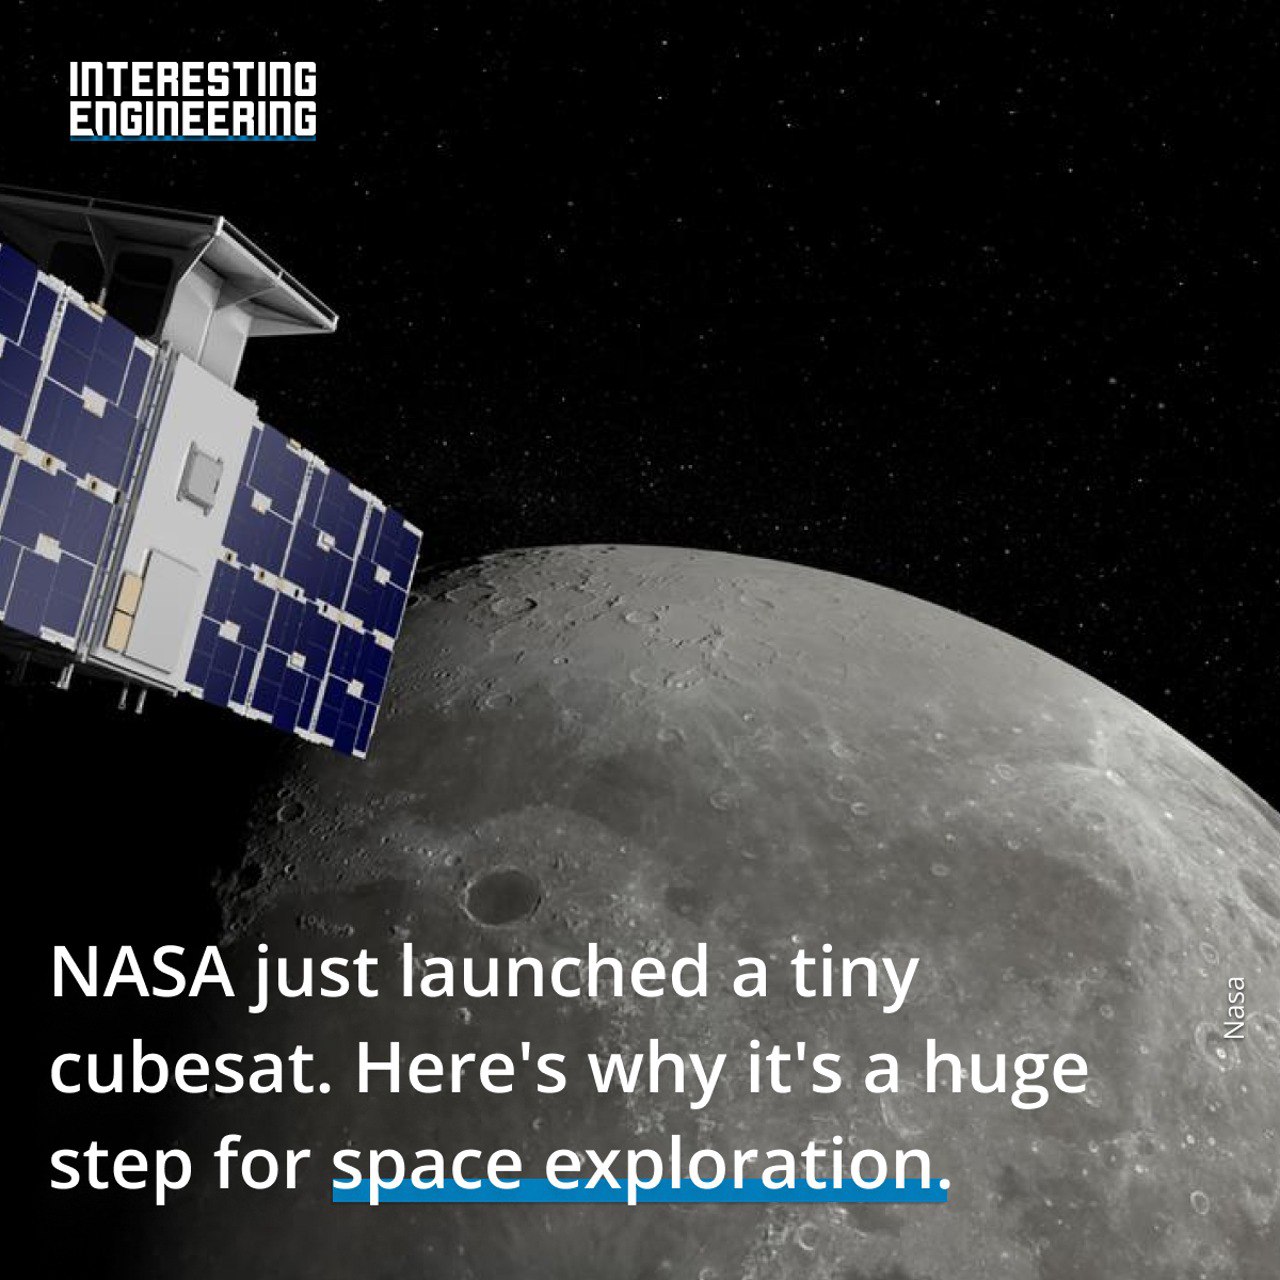 INTERESTING
ENGINEERING
NASA just launched a tiny
cubesat. Here's why it's a huge
step for space exploration.
Nasa